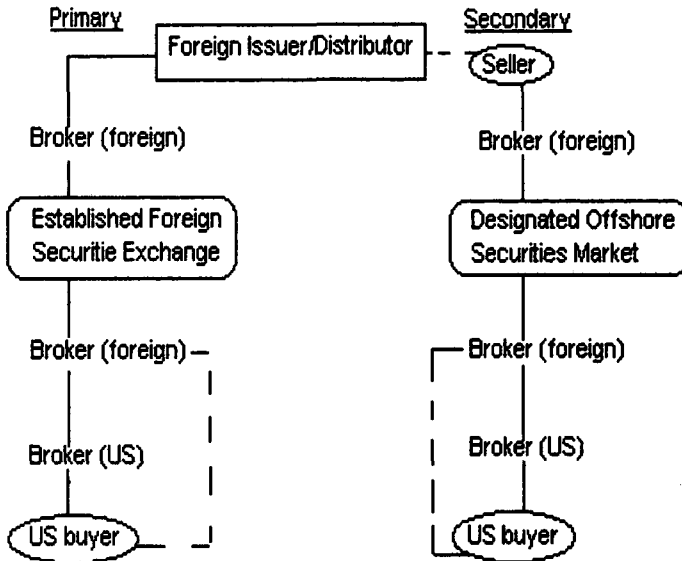 Primary
Secondary
Foreign Issuer/Distributor
Seller
Broker (foreign)
Broker (foreign)
Established Foreign
Securitie Exchange
Designated Offshore
Securities Market
Broker (foreign)
Broker (foreign)
Broker (US)
Broker (US)
US buyer
US buyer